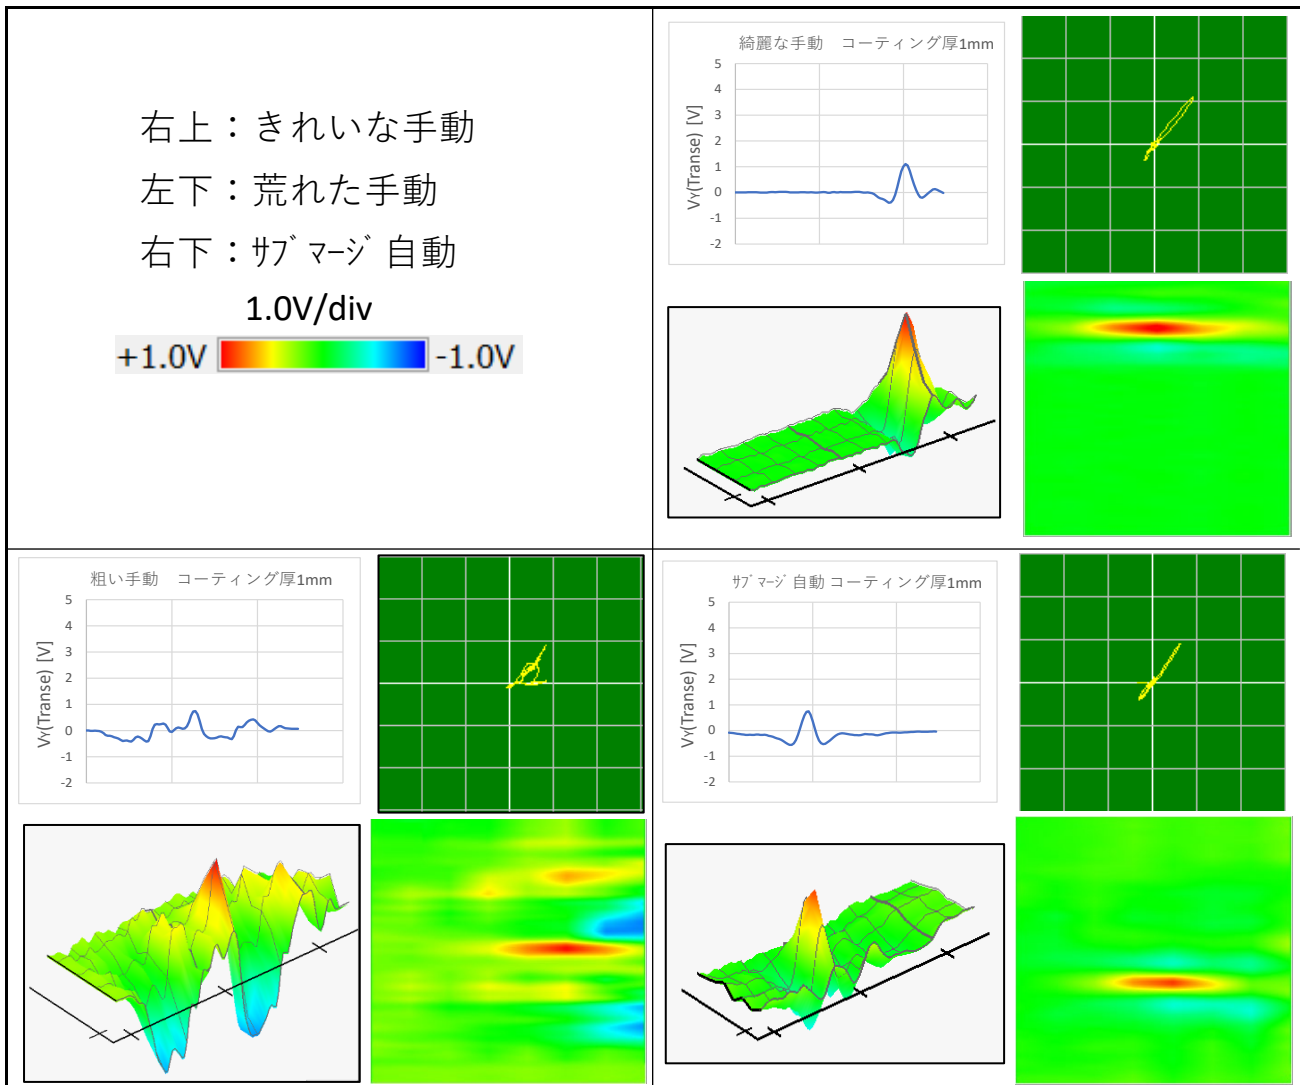 右上：きれいな手動
左下：荒れた手動
右下：ｻﾌﾞﾏｰｼﾞ自動
1.0V/div
+1.0V -1.0V
綺麗な手動　コーティング厚1mm
5
4
3
2
1
0
-1
-2
Vʏ(Transe) [V]
粗い手動　コーティング厚1mm
5
4
3
2
1
0
-1
-2
Vʏ(Transe) [V]
ｻﾌﾞﾏｰｼﾞ自動 コーティング厚1mm
5
4
3
2
1
0
-1
-2
Vʏ(Transe) [V]